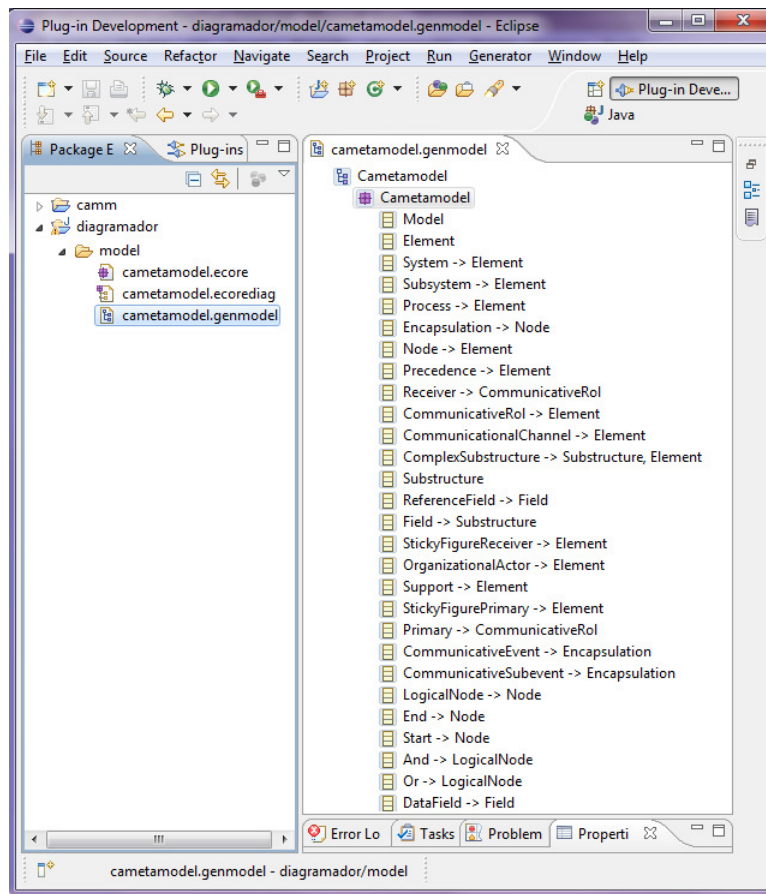 Plug-in Development - diagramador/model/cametamodel.genmodel - Eclipse
File Edit Source Refactor Navigate Search Project Run Generator Window Help
Plug-in Deve...
Java
Package E Plug-ins
camm
diagramador
model
cametamodel.ecore
cametamodel.ecorediag
cametamodel.genmodel
cametamodel.genmodel
Cametamodel
Cametamodel
Model
Element
System -> Element
Subsystem -> Element
Process -> Element
Encapsulation -> Node
Node -> Element
Precedence -> Element
Receiver -> CommunicativeRol
CommunicativeRol -> Element
CommunicationalChannel -> Element
ComplexSubstructure -> Substructure, Element
Substructure
ReferenceField -> Field
Field -> Substructure
StickyFigureReceiver -> Element
OrganizationalActor -> Element
Support -> Element
StickyFigurePrimary -> Element
Primary -> CommunicativeRol
CommunicativeEvent -> Encapsulation
CommunicativeSubevent -> Encapsulation
LogicalNode -> Node
End -> Node
Start -> Node
And -> LogicalNode
Or -> LogicalNode
DataField -> Field
Error Lo Tasks Problem Properti
cametamodel.genmodel - diagramador/model